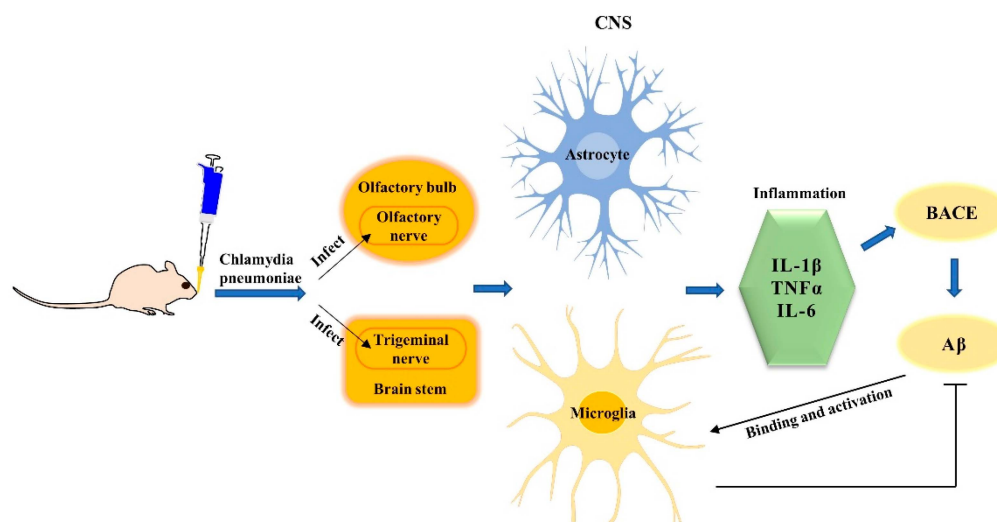 CNS
Astrocyte
Olfactory bulb
Olfactory
nerve
Chlamydia
pneumoniae
Infect
Infect
Trigeminal
nerve
Brain stem
Microglia
Inflammation
IL-1β
TNFα
IL-6
BACE
Aβ
Binding and activation